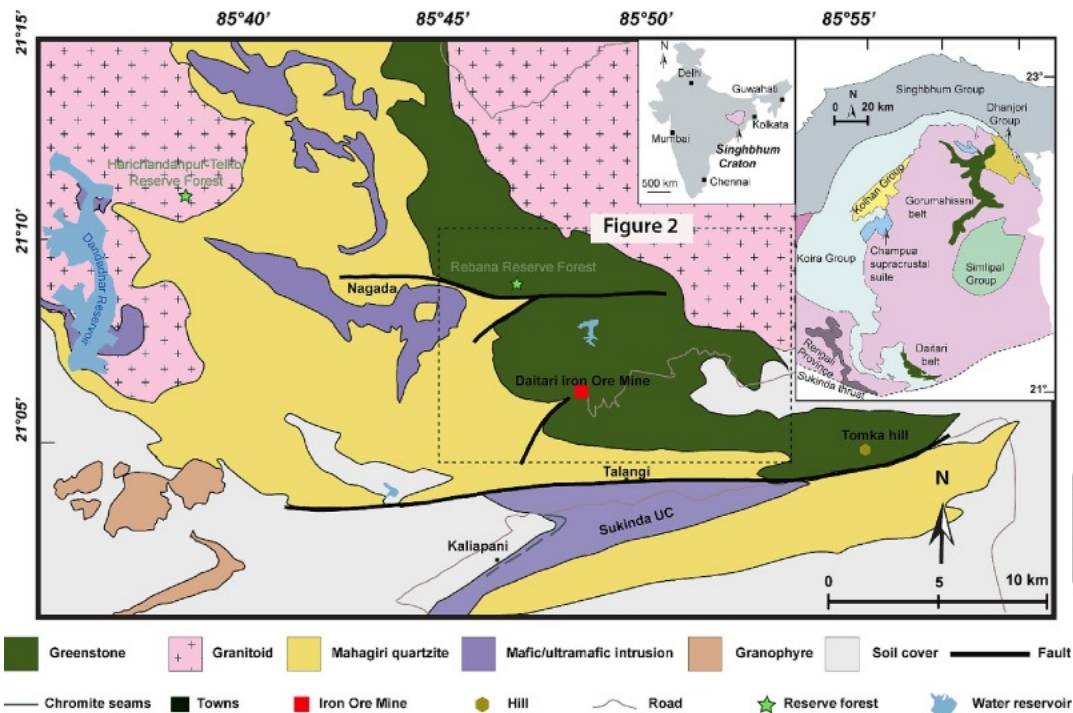 85°40'
85°45'
85°50'
85°55'
21°15'
21°10'
21°05'
Harichandanpur-Telkoi
Reserve Forest
Dandadhar Reservoir
Nagada
Rebana Reserve Forest
Figure 2
Daitari Iron Ore Mine
Tomka hill
Talangi
Sukinda UC
Kaliapani
N
0
5
10 km
N
Delhi
Guwahati
Kolkata
Mumbai
Singhbhum
Craton
Chennai
500 km
N
0
20 km
23°
21°
Singhbhum Group
Dhanjori
Group
Kolhan Group
Gorumahisani
belt
Champua
supracrustal
suite
Koira Group
Simlipal
Group
Rengali
Province
Daitari
belt
Sukinda thrust
Greenstone
Granitoid
Mahagiri quartzite
Mafic/ultramafic intrusion
Granophyre
Soil cover
Fault
Chromite seams
Towns
Iron Ore Mine
Hill
Road
Reserve forest
Water reservoir